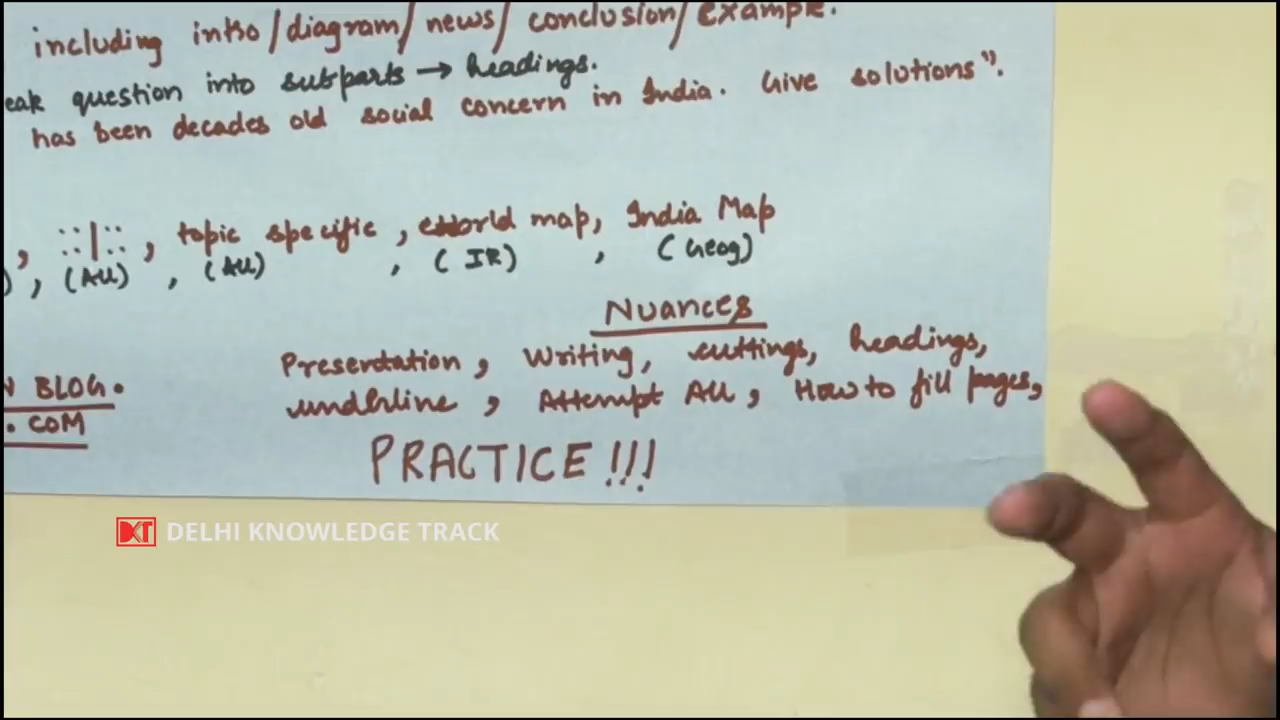 including intro/diagram/news/conclusion/example.
eak question into subparts → headings.
has been decades old social concern in India. Give solutions".
, ::|::, topic specific, world map, India Map
), (All), (All), (IR), (Geog)
Nuances
Presentation, Writing, cuttings, headings,
underline, Attempt All, How to fill pages,
BLOG.
. COM
PRACTICE!!!
DKT DELHI KNOWLEDGE TRACK